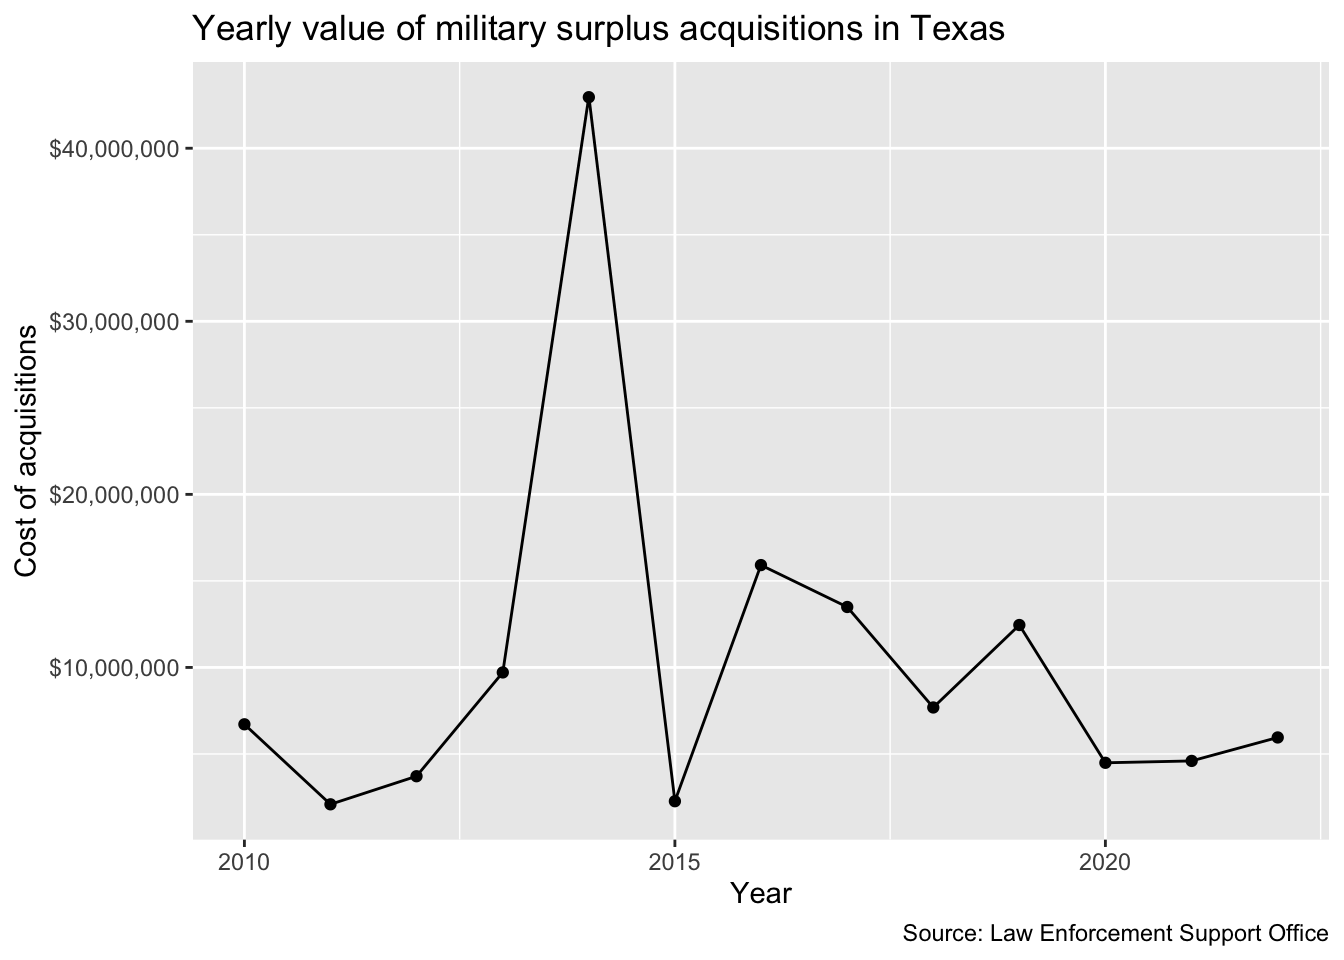 Yearly value of military surplus acquisitions in Texas
Cost of acquisitions
$40,000,000
$30,000,000
$20,000,000
$10,000,000
2010
2015
2020
Year
Source: Law Enforcement Support Office